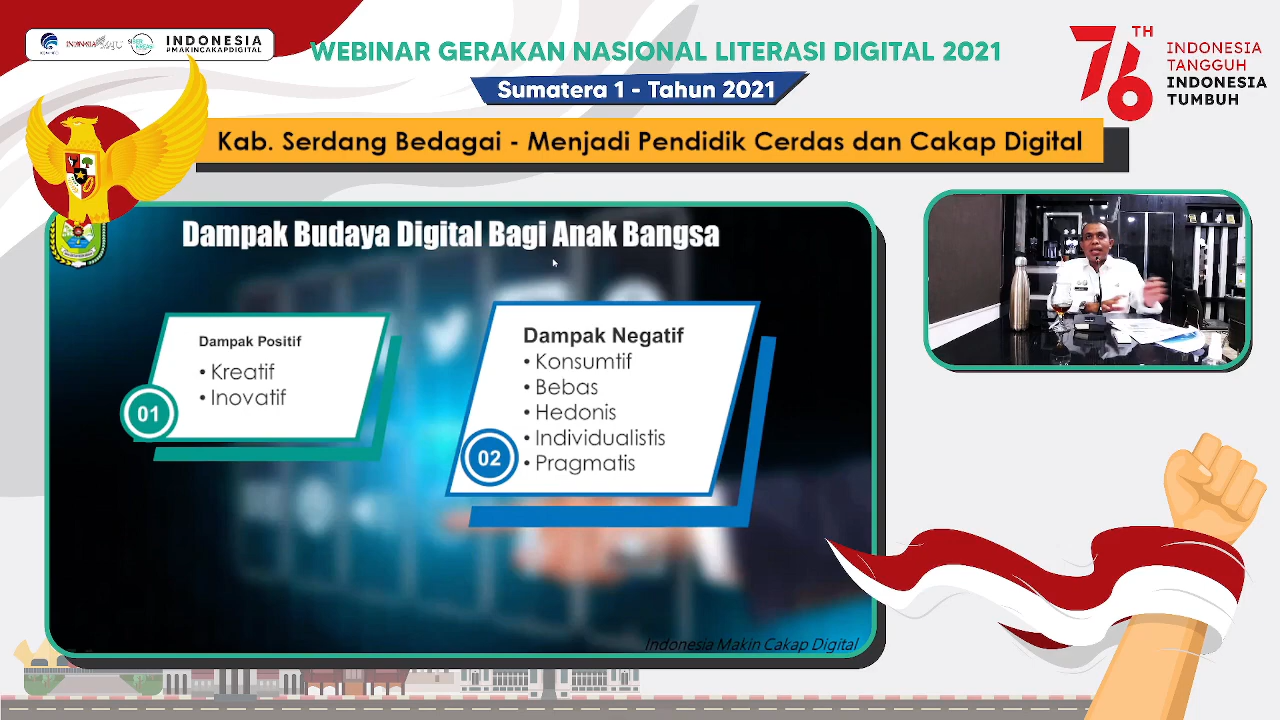 INDONESIA
#MAKINCAKAPDIGITAL
WEBINAR GERAKAN NASIONAL LITERASI DIGITAL 2021
Sumatera 1 - Tahun 2021
76TH
INDONESIA
TANGGUH
INDONESIA
TUMBUH
Kab. Serdang Bedagai - Menjadi Pendidik Cerdas dan Cakap Digital
Dampak Budaya Digital Bagi Anak Bangsa
Dampak Positif
• Kreatif
• Inovatif
01
Dampak Negatif
• Konsumtif
• Bebas
• Hedonis
• Individualistis
• Pragmatis
02
Indonesia Makin Cakap Digital